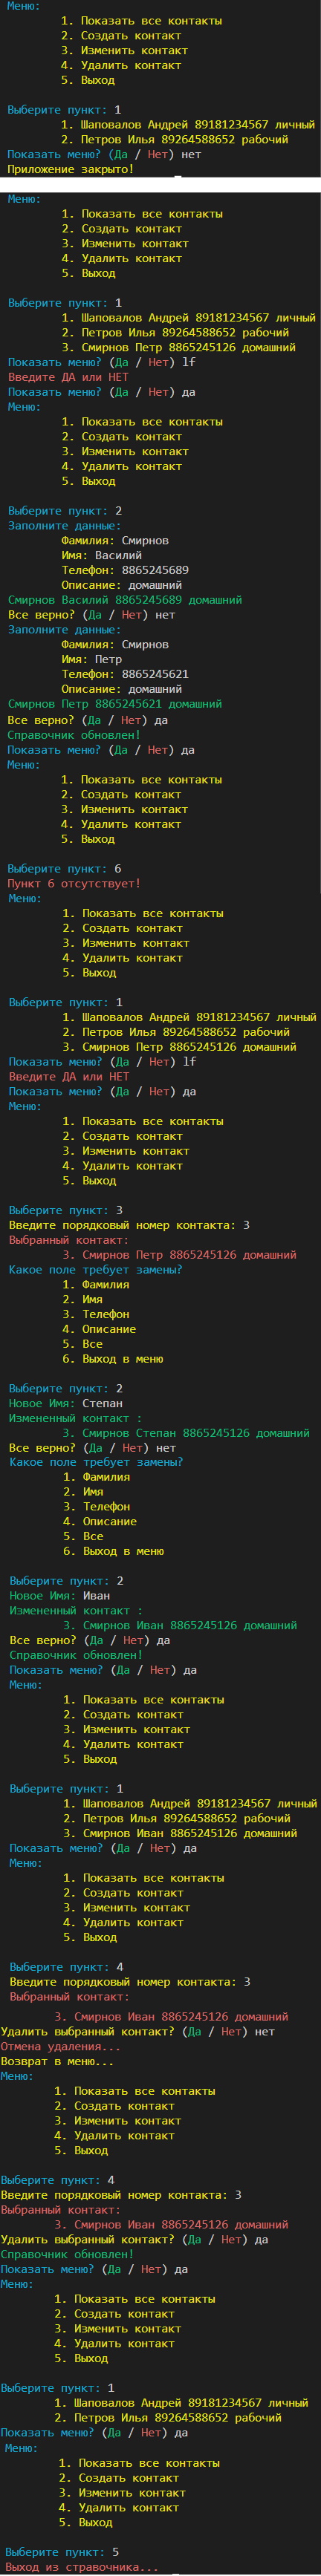 Меню:
1. Показать все контакты
2. Создать контакт
3. Изменить контакт
4. Удалить контакт
5. Выход
Выберите пункт: 1
1. Шаповалов Андрей 89181234567 личный
2. Петров Илья 89264588652 рабочий
Показать меню? (Да / Нет) нет
Приложение закрыто!
Меню:
1. Показать все контакты
2. Создать контакт
3. Изменить контакт
4. Удалить контакт
5. Выход
Выберите пункт: 1
1. Шаповалов Андрей 89181234567 личный
2. Петров Илья 89264588652 рабочий
3. Смирнов Петр 8865245126 домашний
Показать меню? (Да / Нет) lf
Введите ДА или НЕТ
Показать меню? (Да / Нет) да
Меню:
1. Показать все контакты
2. Создать контакт
3. Изменить контакт
4. Удалить контакт
5. Выход
Выберите пункт: 2
Заполните данные:
Фамилия: Смирнов
Имя: Василий
Телефон: 8865245689
Описание: домашний
Смирнов Василий 8865245689 домашний
Все верно? (Да / Нет) нет
Заполните данные:
Фамилия: Смирнов
Имя: Петр
Телефон: 8865245621
Описание: домашний
Смирнов Петр 8865245621 домашний
Все верно? (Да / Нет) да
Справочник обновлен!
Показать меню? (Да / Нет) да
Меню:
1. Показать все контакты
2. Создать контакт
3. Изменить контакт
4. Удалить контакт
5. Выход
Выберите пункт: 6
Пункт 6 отсутствует!
Меню:
1. Показать все контакты
2. Создать контакт
3. Изменить контакт
4. Удалить контакт
5. Выход
Выберите пункт: 1
1. Шаповалов Андрей 89181234567 личный
2. Петров Илья 89264588652 рабочий
3. Смирнов Петр 8865245126 домашний
Показать меню? (Да / Нет) lf
Введите ДА или НЕТ
Показать меню? (Да / Нет) да
Меню:
1. Показать все контакты
2. Создать контакт
3. Изменить контакт
4. Удалить контакт
5. Выход
Выберите пункт: 3
Введите порядковый номер контакта: 3
Выбранный контакт:
3. Смирнов Петр 8865245126 домашний
Какое поле требует замены?
1. Фамилия
2. Имя
3. Телефон
4. Описание
5. Все
6. Выход в меню
Выберите пункт: 2
Новое Имя: Степан
Измененный контакт :
3. Смирнов Степан 8865245126 домашний
Все верно? (Да / Нет) нет
Какое поле требует замены?
1. Фамилия
2. Имя
3. Телефон
4. Описание
5. Все
6. Выход в меню
Выберите пункт: 2
Новое Имя: Иван
Измененный контакт :
3. Смирнов Иван 8865245126 домашний
Все верно? (Да / Нет) да
Справочник обновлен!
Показать меню? (Да / Нет) да
Меню:
1. Показать все контакты
2. Создать контакт
3. Изменить контакт
4. Удалить контакт
5. Выход
Выберите пункт: 1
1. Шаповалов Андрей 89181234567 личный
2. Петров Илья 89264588652 рабочий
3. Смирнов Иван 8865245126 домашний
Показать меню? (Да / Нет) да
Меню:
1. Показать все контакты
2. Создать контакт
3. Изменить контакт
4. Удалить контакт
5. Выход
Выберите пункт: 4
Введите порядковый номер контакта: 3
Выбранный контакт:
3. Смирнов Иван 8865245126 домашний
Удалить выбранный контакт? (Да / Нет) нет
Отмена удаления...
Возврат в меню...
Меню:
1. Показать все контакты
2. Создать контакт
3. Изменить контакт
4. Удалить контакт
5. Выход
Выберите пункт: 4
Введите порядковый номер контакта: 3
Выбранный контакт:
3. Смирнов Иван 8865245126 домашний
Удалить выбранный контакт? (Да / Нет) да
Справочник обновлен!
Показать меню? (Да / Нет) да
Меню:
1. Показать все контакты
2. Создать контакт
3. Изменить контакт
4. Удалить контакт
5. Выход
Выберите пункт: 1
1. Шаповалов Андрей 89181234567 личный
2. Петров Илья 89264588652 рабочий
Показать меню? (Да / Нет) да
Меню:
1. Показать все контакты
2. Создать контакт
3. Изменить контакт
4. Удалить контакт
5. Выход
Выберите пункт: 5
Выход из справочника...